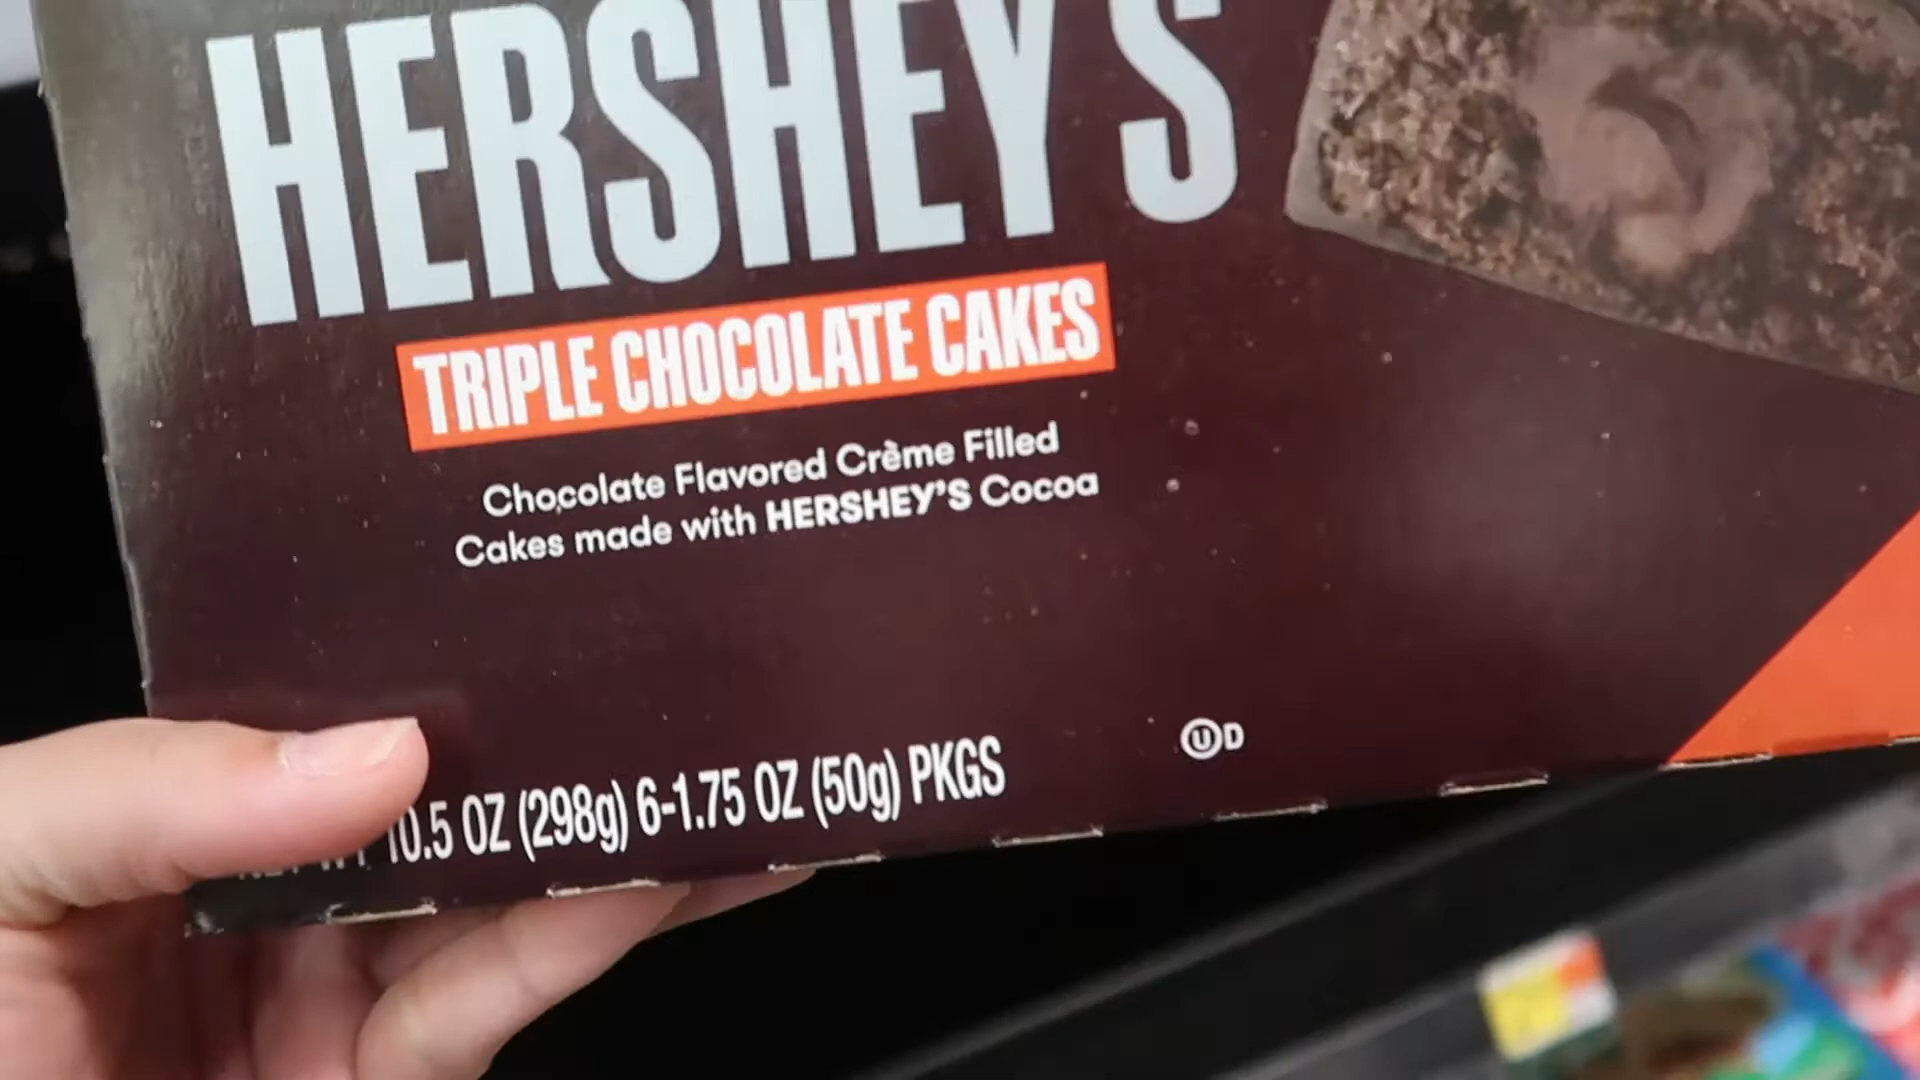 HERSHEY'S
TRIPLE CHOCOLATE CAKES
Chocolate Flavored Crème Filled
Cakes made with HERSHEY'S Cocoa
10.5 OZ (298g) 6-1.75 OZ (50g) PKGS
UD